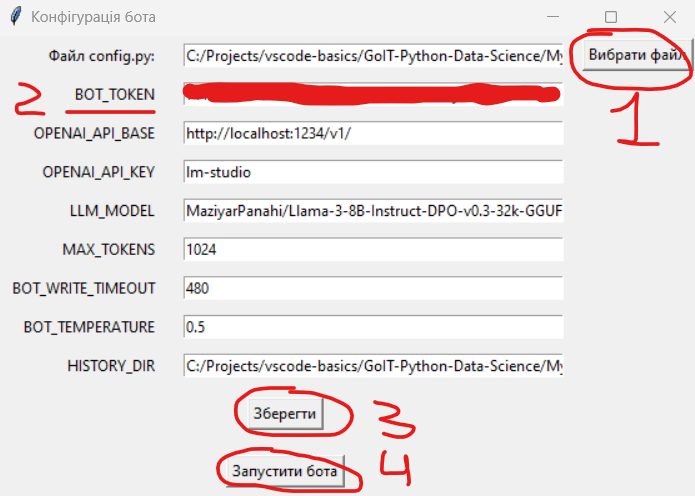 Конфігурація бота
Файл config.py: C:/Projects/vscode-basics/GoIT-Python-Data-Science/My Вибрати файл
1
2 BOT_TOKEN
OPENAI_API_BASE http://localhost:1234/v1/
OPENAI_API_KEY lm-studio
LLM_MODEL MaziyarPanahi/Llama-3-8B-Instruct-DPO-v0.3-32k-GGUF
MAX_TOKENS 1024
BOT_WRITE_TIMEOUT 480
BOT_TEMPERATURE 0.5
HISTORY_DIR C:/Projects/vscode-basics/GoIT-Python-Data-Science/My
Зберегти 3
Запустити бота 4